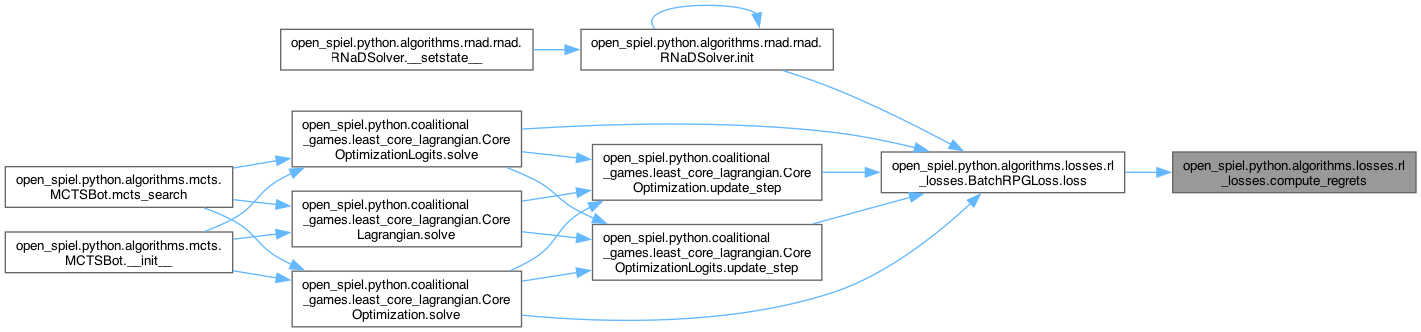 open_spiel.python.algorithms.rnad.rnad.
RNaDSolver.__setstate__
open_spiel.python.algorithms.rnad.rnad.
RNaDSolver.init
open_spiel.python.coalitional
_games.least_core_lagrangian.Core
OptimizationLogits.solve
open_spiel.python.algorithms.mcts.
MCTSBot.mcts_search
open_spiel.python.algorithms.mcts.
MCTSBot.__init__
open_spiel.python.coalitional
_games.least_core_lagrangian.Core
Lagrangian.solve
open_spiel.python.coalitional
_games.least_core_lagrangian.Core
Optimization.solve
open_spiel.python.coalitional
_games.least_core_lagrangian.Core
Optimization.update_step
open_spiel.python.coalitional
_games.least_core_lagrangian.Core
OptimizationLogits.update_step
open_spiel.python.algorithms.losses.rl
_losses.BatchRPGLoss.loss
open_spiel.python.algorithms.losses.rl
_losses.compute_regrets